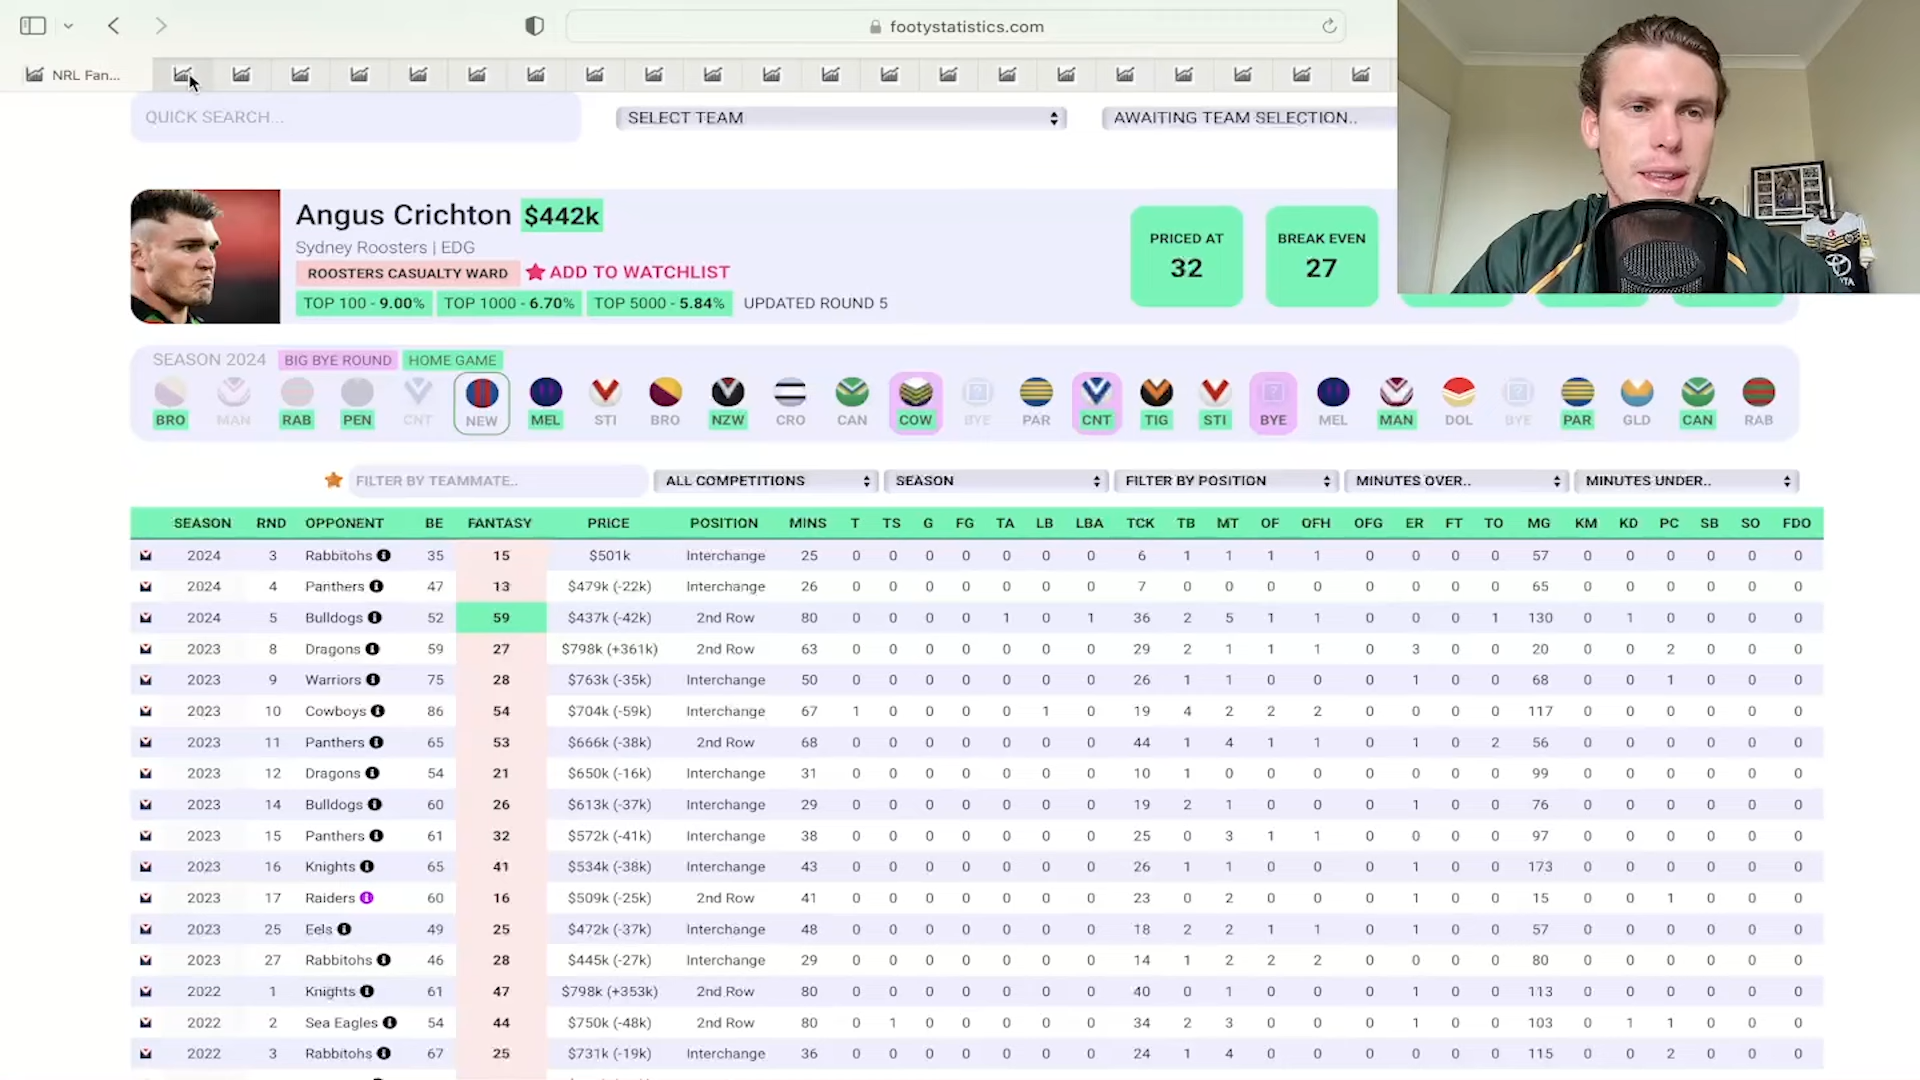 footystatistics.com
NRL Fan...
QUICK SEARCH...
SELECT TEAM
AWAITING TEAM SELECTION..
Angus Crichton $442k
Sydney Roosters | EDG
ROOSTERS CASUALTY WARD ADD TO WATCHLIST
TOP 100 - 9.00% TOP 1000 - 6.70% TOP 5000 - 5.84% UPDATED ROUND 5
PRICED AT
32
BREAK EVEN
27
SEASON 2024 BIG BYE ROUND HOME GAME
BRO MAN RAB PEN CNT NEW MEL STI BRO NZW CRO CAN COW BYE PAR CNT TIG STI BYE MEL MAN DOL BYE PAR GLD CAN RAB
FILTER BY TEAMMATE.. ALL COMPETITIONS SEASON FILTER BY POSITION MINUTES OVER.. MINUTES UNDER..
SEASON RND OPPONENT BE FANTASY PRICE POSITION MINS T TS G FG TA LB LBA TCK TB MT OF OFH OFG ER FT TO MG KM KD PC SB SO FDO
2024 3 Rabbitohs 35 15 $501k Interchange 25 0 0 0 0 0 0 0 6 1 1 1 1 0 0 0 0 57 0 0 0 0 0 0
2024 4 Panthers 47 13 $479k (-22k) Interchange 26 0 0 0 0 0 0 0 7 0 0 0 0 0 0 0 0 65 0 0 0 0 0 0
2024 5 Bulldogs 52 59 $437k (-42k) 2nd Row 80 0 0 0 0 1 0 1 36 2 5 1 1 0 0 0 1 130 0 1 0 0 0 0
2023 8 Dragons 59 27 $798k (+361k) 2nd Row 63 0 0 0 0 0 0 0 29 2 1 1 1 0 3 0 0 20 0 0 2 0 0 0
2023 9 Warriors 75 28 $763k (-35k) Interchange 50 0 0 0 0 0 0 0 26 1 1 0 0 0 1 0 0 68 0 0 1 0 0 0
2023 10 Cowboys 86 54 $704k (-59k) Interchange 67 1 0 0 0 0 1 0 19 4 2 2 2 0 0 0 0 117 0 0 0 0 0 0
2023 11 Panthers 65 53 $666k (-38k) 2nd Row 68 0 0 0 0 0 0 0 44 1 4 1 1 0 1 0 2 56 0 0 0 0 0 0
2023 12 Dragons 54 21 $650k (-16k) Interchange 31 0 0 0 0 0 0 0 10 1 0 0 0 0 0 0 0 99 0 0 0 0 0 0
2023 14 Bulldogs 60 26 $613k (-37k) Interchange 29 0 0 0 0 0 0 0 19 2 1 0 0 0 1 0 0 76 0 0 0 0 0 0
2023 15 Panthers 61 32 $572k (-41k) Interchange 38 0 0 0 0 0 0 0 25 0 3 1 1 0 0 0 0 97 0 0 0 0 0 0
2023 16 Knights 65 41 $534k (-38k) Interchange 43 0 0 0 0 0 0 0 26 1 1 0 0 0 1 0 0 173 0 0 0 0 0 0
2023 17 Raiders 60 16 $509k (-25k) 2nd Row 41 0 0 0 0 0 0 0 23 0 2 0 0 0 1 0 0 15 0 0 1 0 0 0
2023 25 Eels 49 25 $472k (-37k) Interchange 48 0 0 0 0 0 0 0 18 2 2 1 1 0 1 0 0 57 0 0 0 0 0 0
2023 27 Rabbitohs 46 28 $445k (-27k) Interchange 29 0 0 0 0 0 0 0 14 1 2 2 2 0 0 0 0 80 0 0 0 0 0 0
2022 1 Knights 61 47 $798k (+353k) 2nd Row 80 0 0 0 0 0 0 0 40 0 1 0 0 0 1 0 0 113 0 0 0 0 0 0
2022 2 Sea Eagles 54 44 $750k (-48k) 2nd Row 80 0 1 0 0 0 0 0 34 2 3 0 0 0 1 0 0 103 0 1 1 0 0 0
2022 3 Rabbitohs 67 25 $731k (-19k) Interchange 36 0 0 0 0 0 0 0 24 1 4 0 0 0 0 0 0 115 0 0 2 0 0 0